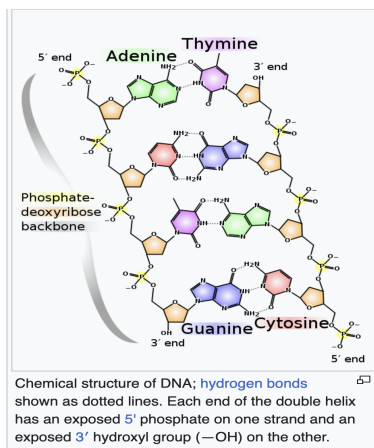 Thymine
5′ end
Adenine
3′ end
Phosphate-
deoxyribose
backbone
Guanine
Cytosine
3′ end
5′ end
Chemical structure of DNA; hydrogen bonds
shown as dotted lines. Each end of the double helix
has an exposed 5' phosphate on one strand and an
exposed 3′ hydroxyl group (—OH) on the other.